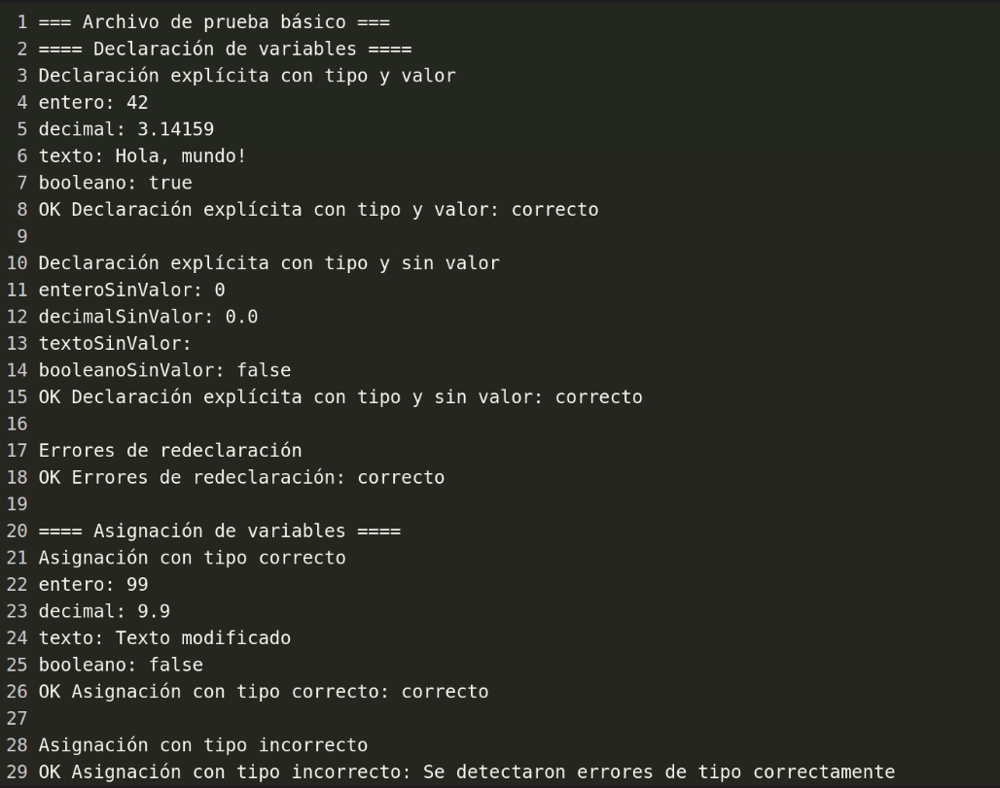 1 === Archivo de prueba básico ===
2 ==== Declaración de variables ====
3 Declaración explícita con tipo y valor
4 entero: 42
5 decimal: 3.14159
6 texto: Hola, mundo!
7 booleano: true
8 OK Declaración explícita con tipo y valor: correcto
9
10 Declaración explícita con tipo y sin valor
11 enteroSinValor: 0
12 decimalSinValor: 0.0
13 textoSinValor:
14 booleanoSinValor: false
15 OK Declaración explícita con tipo y sin valor: correcto
16
17 Errores de redeclaración
18 OK Errores de redeclaración: correcto
19
20 ==== Asignación de variables ====
21 Asignación con tipo correcto
22 entero: 99
23 decimal: 9.9
24 texto: Texto modificado
25 booleano: false
26 OK Asignación con tipo correcto: correcto
27
28 Asignación con tipo incorrecto
29 OK Asignación con tipo incorrecto: Se detectaron errores de tipo correctamente